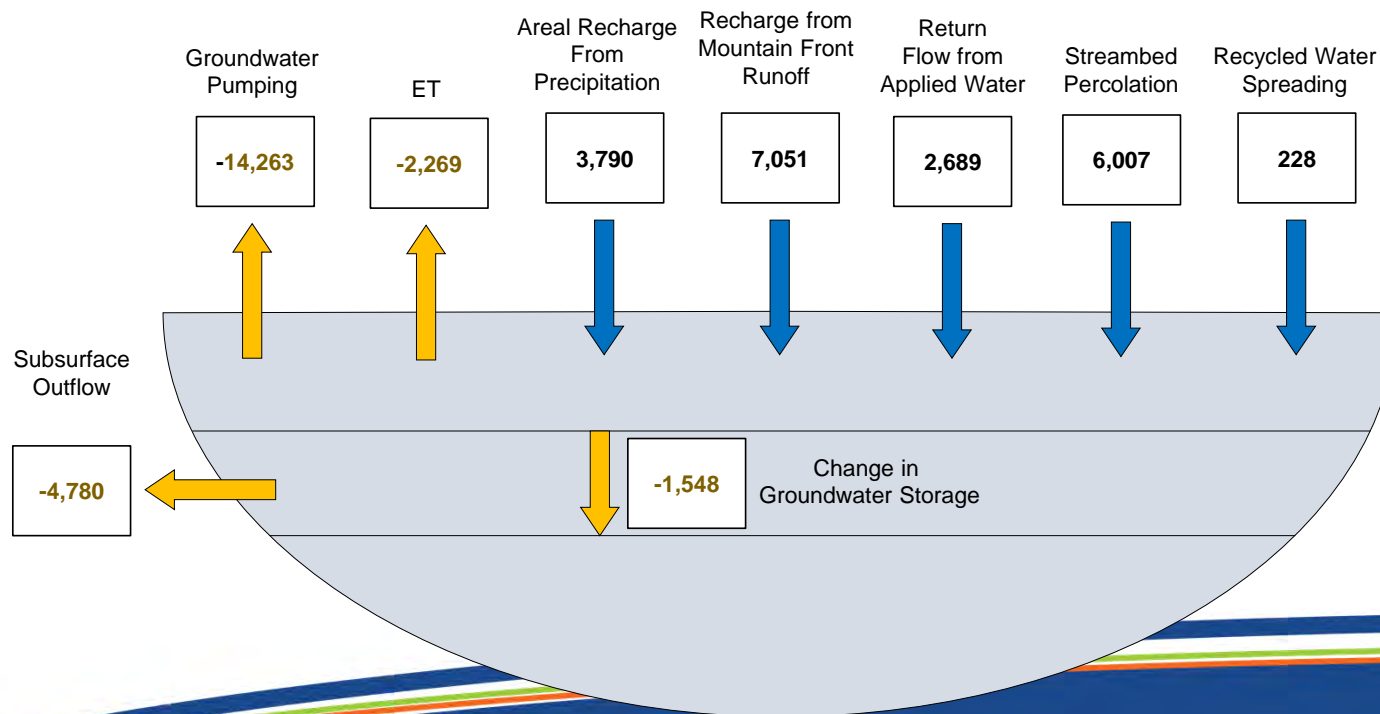 Groundwater
Pumping
-14,263
ET
-2,269
Areal Recharge
From
Precipitation
3,790
Recharge from
Mountain Front
Runoff
7,051
Return
Flow from
Applied Water
2,689
Streambed
Percolation
6,007
Recycled Water
Spreading
228
Subsurface
Outflow
-4,780
-1,548
Change in
Groundwater Storage